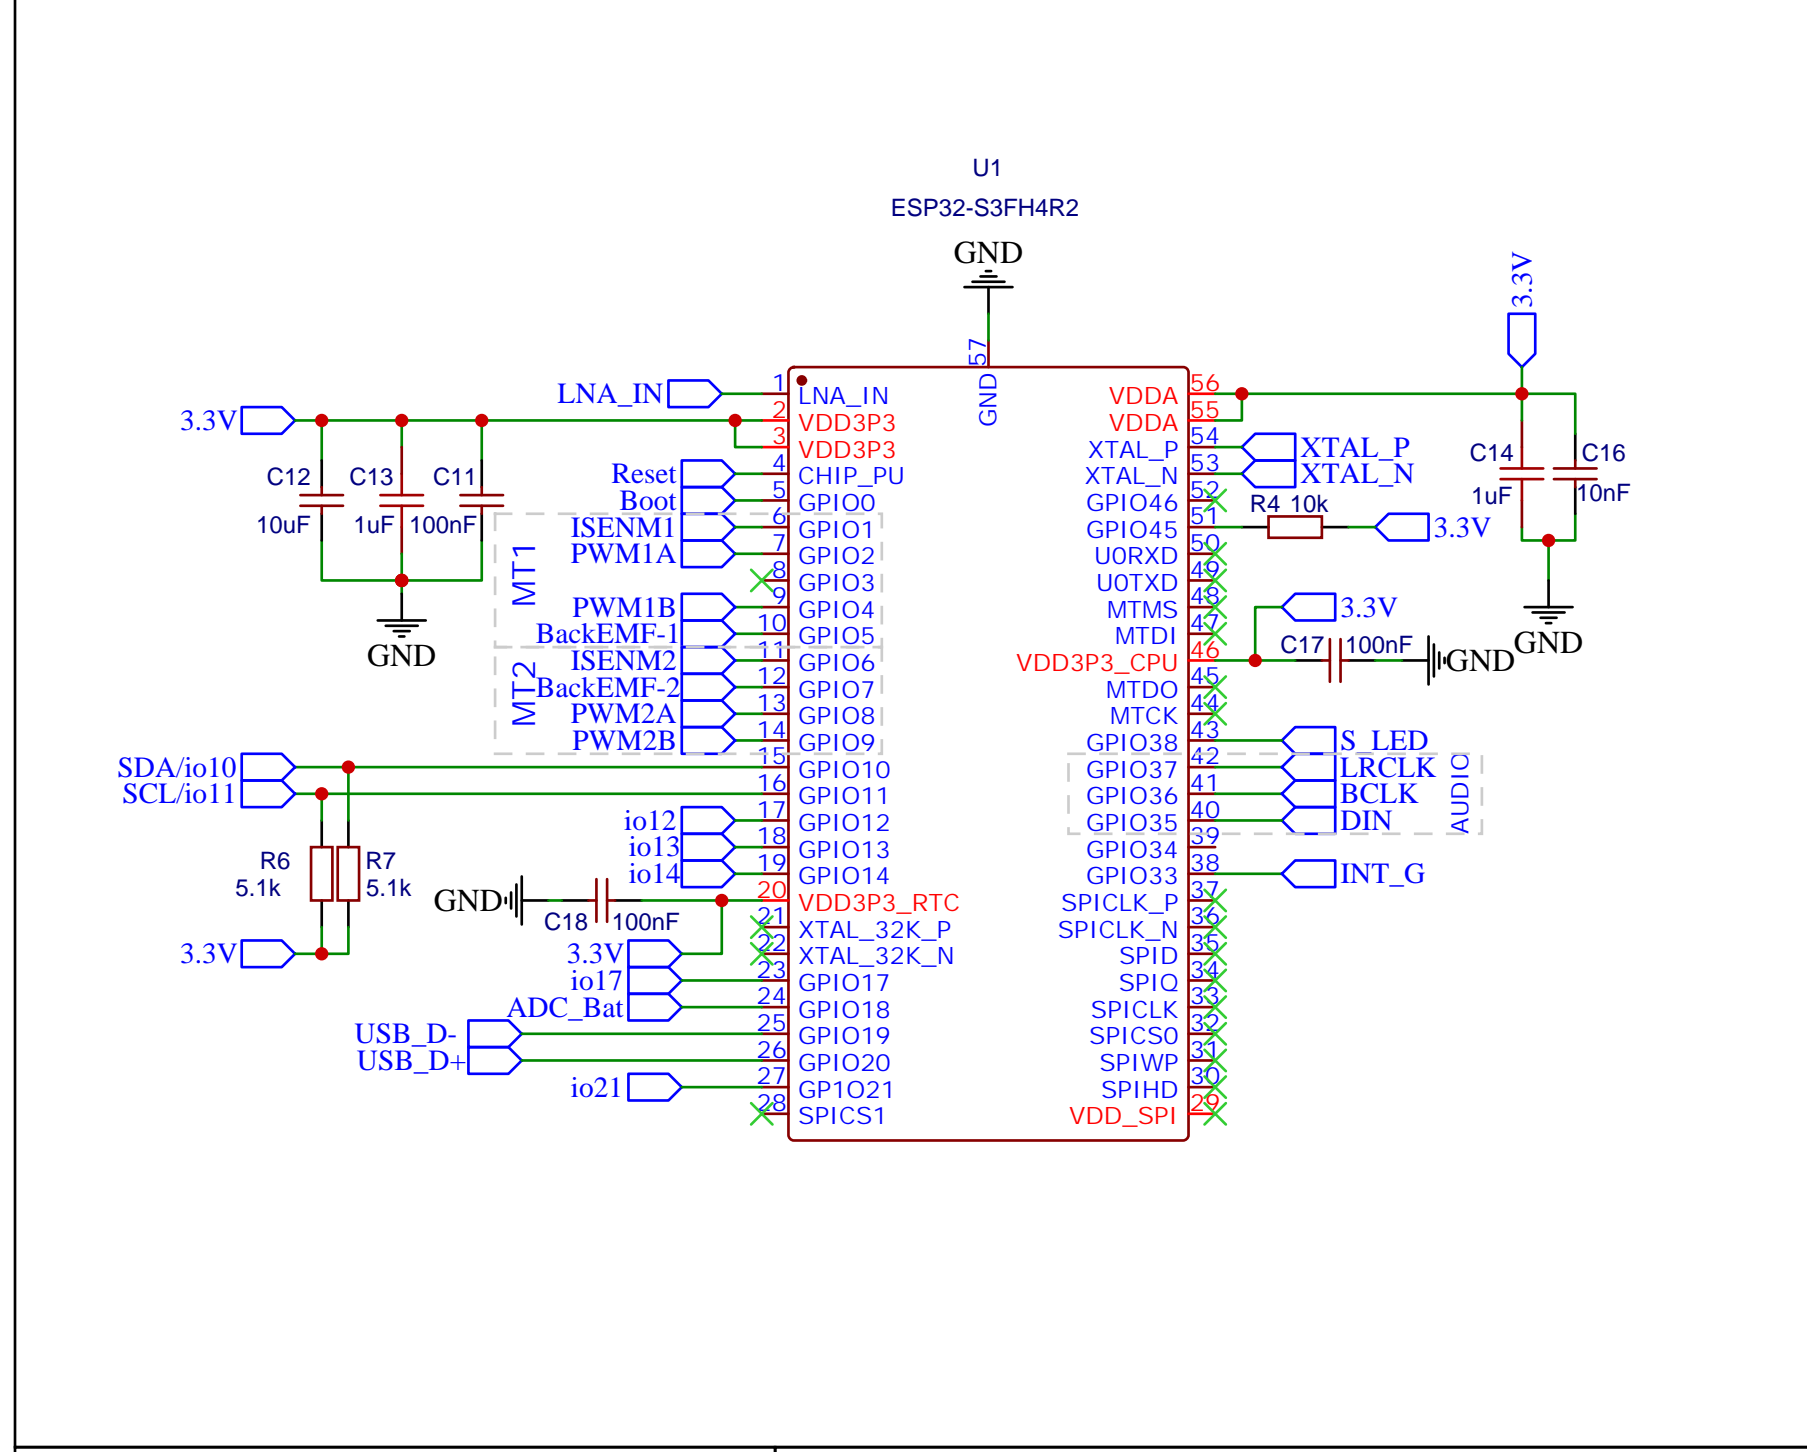 U1
ESP32-S3FH4R2
GND
3.3V
57
GND
LNA_IN 1 LNA_IN
3.3V 2 VDD3P3
3 VDD3P3
Reset 4 CHIP_PU
Boot 5 GPIO0
ISENM1 6 GPIO1
PWM1A 7 GPIO2
8 GPIO3
PWM1B 9 GPIO4
BackEMF-1 10 GPIO5
ISENM2 11 GPIO6
BackEMF-2 12 GPIO7
PWM2A 13 GPIO8
PWM2B 14 GPIO9
SDA/io10 15 GPIO10
SCL/io11 16 GPIO11
io12 17 GPIO12
io13 18 GPIO13
io14 19 GPIO14
20 VDD3P3_RTC
21 XTAL_32K_P
3.3V 22 XTAL_32K_N
io17 23 GPIO17
ADC_Bat 24 GPIO18
USB_D- 25 GPIO19
USB_D+ 26 GPIO20
io21 27 GP1O21
28 SPICS1
MT1
MT2
C12
10uF
C13
1uF
C11
100nF
GND
R6
5.1k
R7
5.1k
3.3V
GND
C18 100nF
VDDA 56
VDDA 55
XTAL_P 54 XTAL_P
XTAL_N 53 XTAL_N
GPIO46 52
GPIO45 51 R4 10k 3.3V
U0RXD 50
U0TXD 49
MTMS 48 3.3V
MTDI 47
VDD3P3_CPU 46 C17 100nF GND
MTDO 45
MTCK 44
GPIO38 43 S_LED
GPIO37 42 LRCLK
GPIO36 41 BCLK
GPIO35 40 DIN
GPIO34 39
GPIO33 38 INT_G
SPICLK_P 37
SPICLK_N 36
SPID 35
SPIQ 34
SPICLK 33
SPICS0 32
SPIWP 31
SPIHD 30
VDD_SPI 29
AUDIO
C14
1uF
C16
10nF
GND